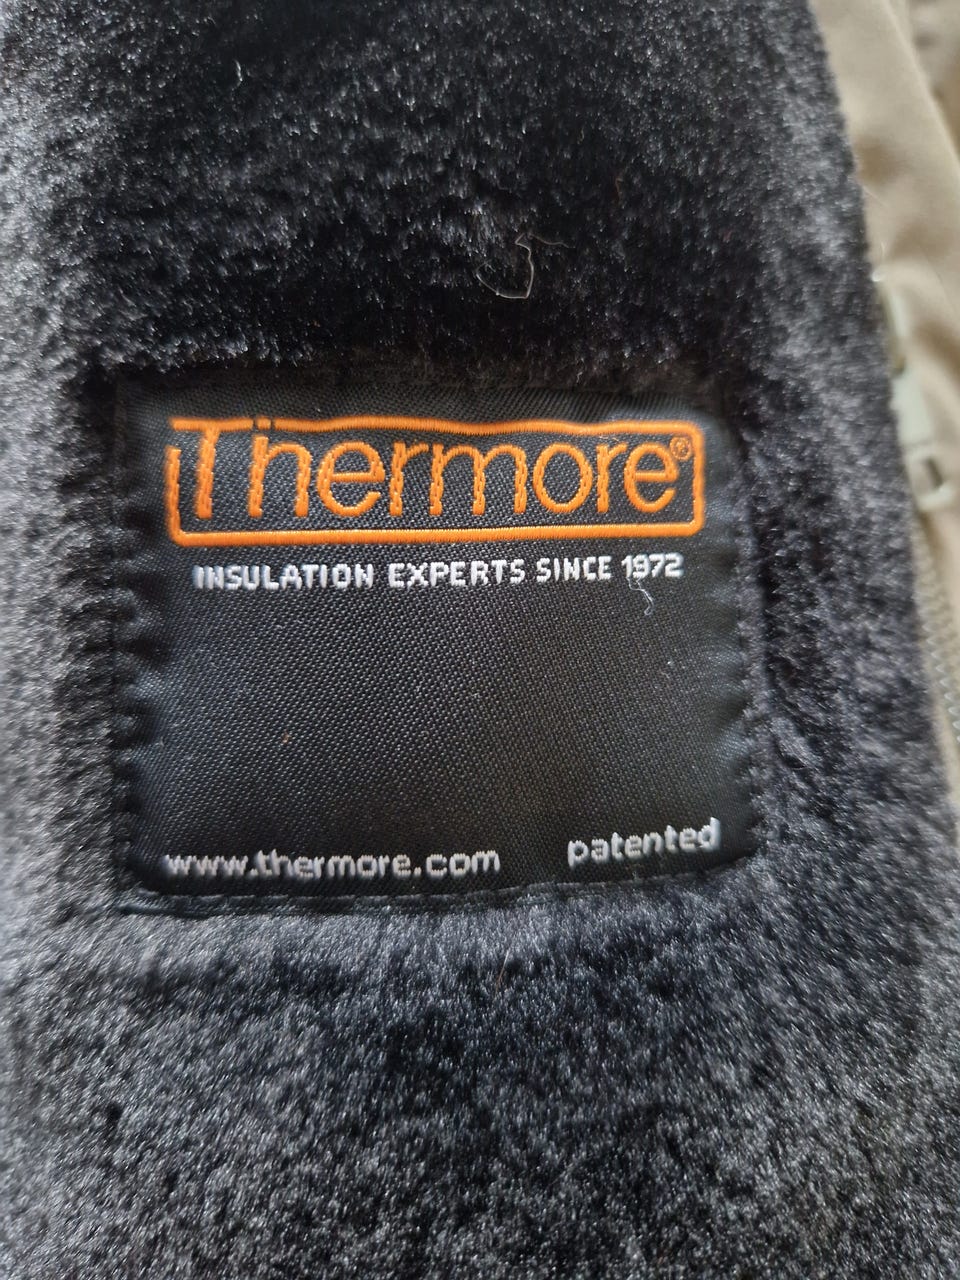 Thermore®
INSULATION EXPERTS SINCE 1972
www.thermore.com patented